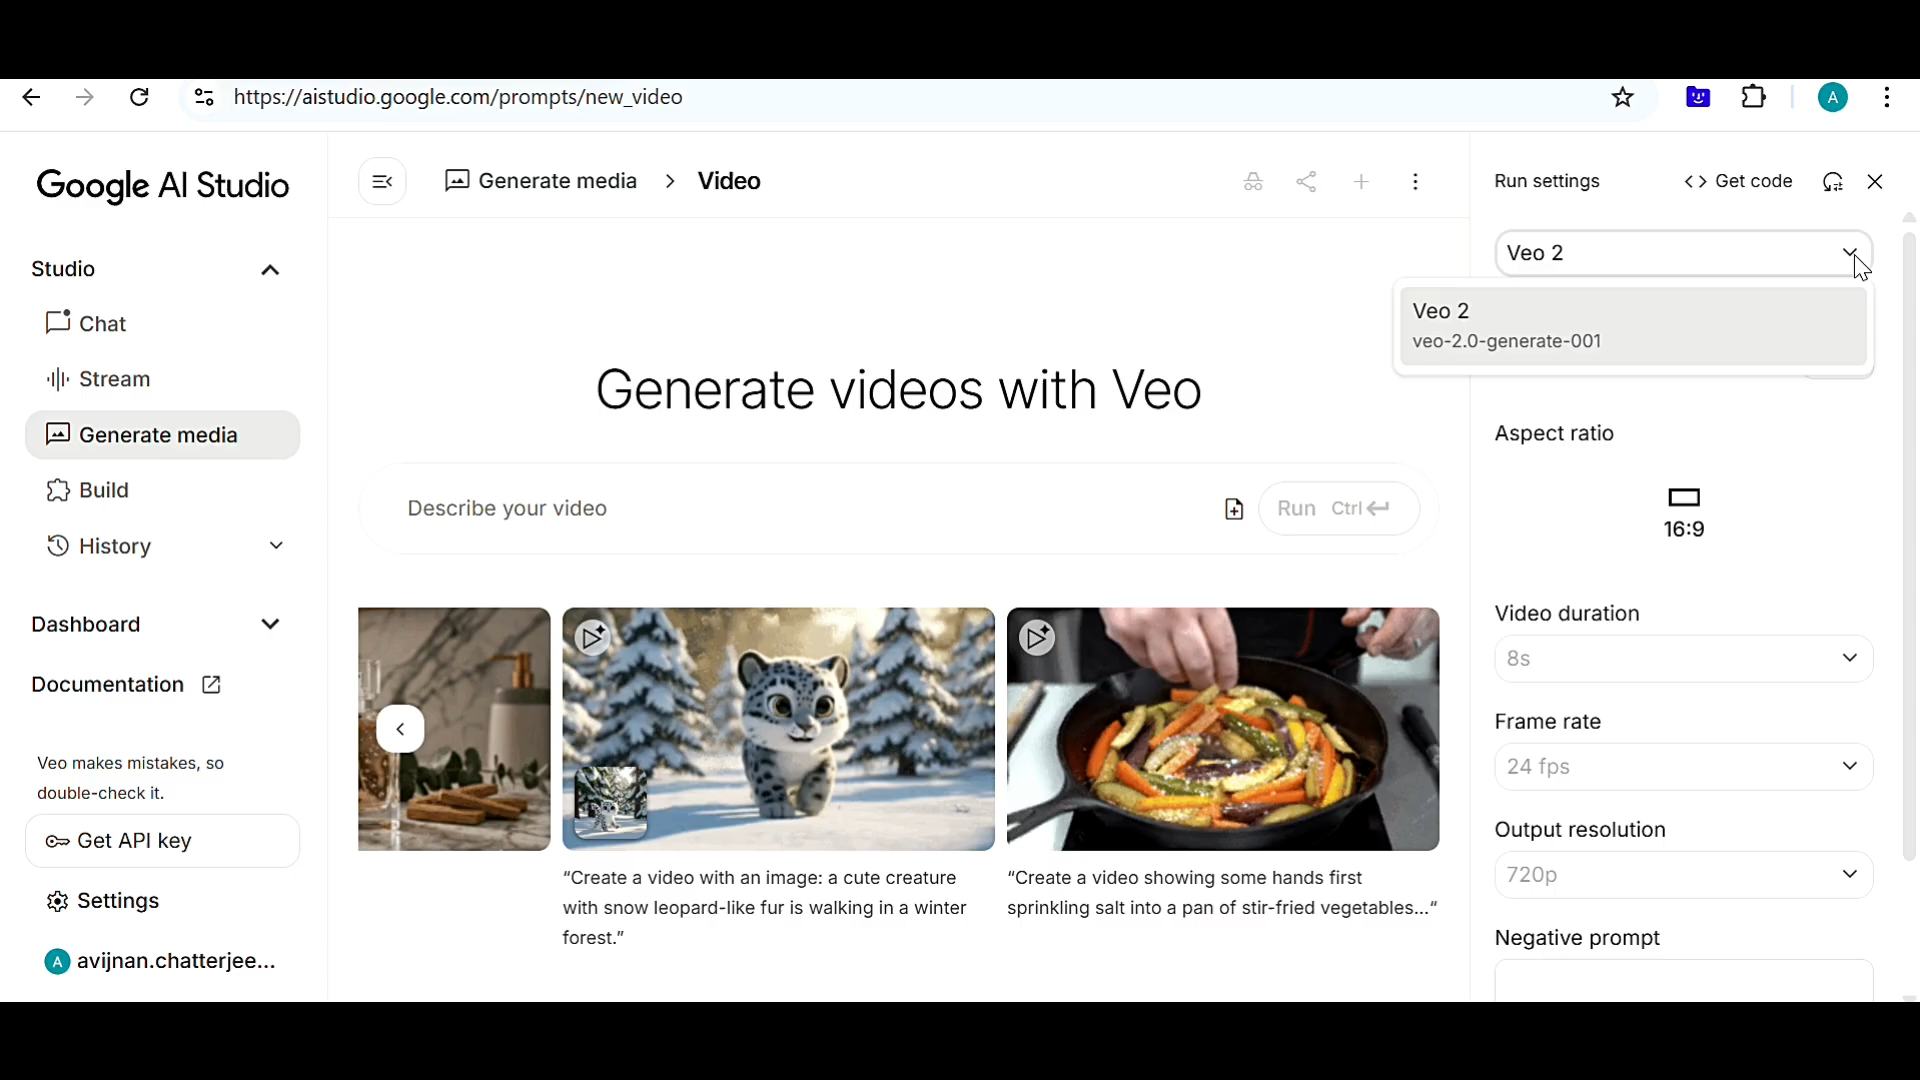 https://aistudio.google.com/prompts/new_video
A
Google AI Studio
Studio
Chat
Stream
Generate media
Build
History
Dashboard
Documentation
Veo makes mistakes, so
double-check it.
Get API key
Settings
A avijnan.chatterjee...
Generate media > Video
Generate videos with Veo
Describe your video
Run Ctrl
“Create a video with an image: a cute creature
with snow leopard-like fur is walking in a winter
forest.”
“Create a video showing some hands first
sprinkling salt into a pan of stir-fried vegetables...“
Run settings
<> Get code
Veo 2
Veo 2
veo-2.0-generate-001
Aspect ratio
16:9
Video duration
8s
Frame rate
24 fps
Output resolution
720p
Negative prompt